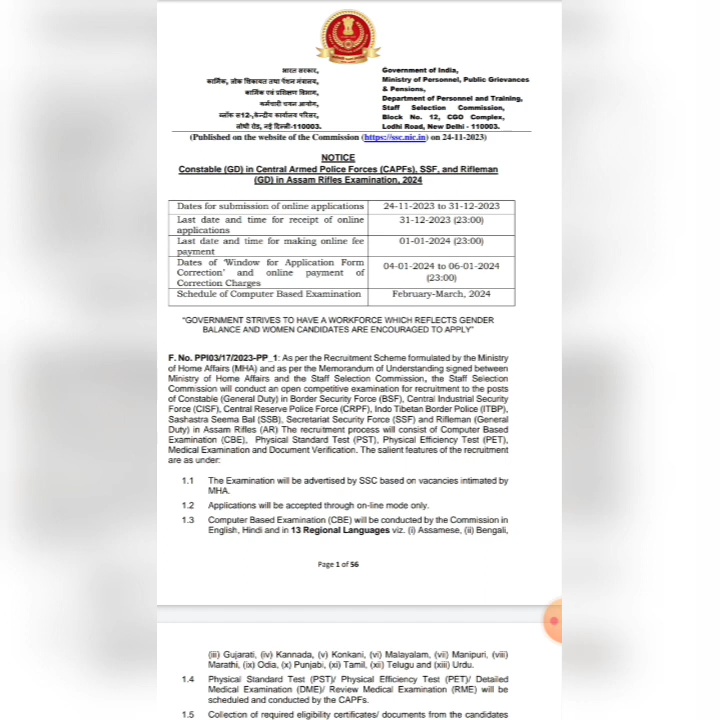 भारत सरकार,
कार्मिक, लोक शिकायत तथा पेंशन मंत्रालय,
कार्मिक एवं प्रशिक्षण विभाग,
कर्मचारी चयन आयोग,
ब्लॉक सं12-,केन्द्रीय कार्यालय परिसर,
लोधी रोड, नई दिल्ली-110003.
Government of India,
Ministry of Personnel, Public Grievances
& Pensions,
Department of Personnel and Training,
Staff Selection Commission,
Block No. 12, CGO Complex,
Lodhi Road, New Delhi - 110003.
(Published on the website of the Commission (https://ssc.nic.in) on 24-11-2023)
NOTICE
Constable (GD) in Central Armed Police Forces (CAPFs), SSF, and Rifleman
(GD) in Assam Rifles Examination, 2024
Dates for submission of online applications 24-11-2023 to 31-12-2023
Last date and time for receipt of online
applications
31-12-2023 (23:00)
Last date and time for making online fee
payment
01-01-2024 (23:00)
Dates of 'Window for Application Form
Correction' and online payment of
Correction Charges
04-01-2024 to 06-01-2024
(23:00)
Schedule of Computer Based Examination February-March, 2024
"GOVERNMENT STRIVES TO HAVE A WORKFORCE WHICH REFLECTS GENDER
BALANCE AND WOMEN CANDIDATES ARE ENCOURAGED TO APPLY"
F. No. PPI03/17/2023-PP_1: As per the Recruitment Scheme formulated by the Ministry
of Home Affairs (MHA) and as per the Memorandum of Understanding signed between
Ministry of Home Affairs and the Staff Selection Commission, the Staff Selection
Commission will conduct an open competitive examination for recruitment to the posts
of Constable (General Duty) in Border Security Force (BSF), Central Industrial Security
Force (CISF), Central Reserve Police Force (CRPF), Indo Tibetan Border Police (ITBP),
Sashastra Seema Bal (SSB), Secretariat Security Force (SSF) and Rifleman (General
Duty) in Assam Rifles (AR) The recruitment process will consist of Computer Based
Examination (CBE), Physical Standard Test (PST), Physical Efficiency Test (PET),
Medical Examination and Document Verification. The salient features of the recruitment
are as under:
1.1 The Examination will be advertised by SSC based on vacancies intimated by
MHA.
1.2 Applications will be accepted through on-line mode only.
1.3 Computer Based Examination (CBE) will be conducted by the Commission in
English, Hindi and in 13 Regional Languages viz. (i) Assamese, (ii) Bengali,
Page 1 of 56
(iii) Gujarati, (iv) Kannada, (v) Konkani, (vi) Malayalam, (vii) Manipuri, (viii)
Marathi, (ix) Odia, (x) Punjabi, (xi) Tamil, (xii) Telugu and (xiii) Urdu.
1.4 Physical Standard Test (PST)/ Physical Efficiency Test (PET)/ Detailed
Medical Examination (DME)/ Review Medical Examination (RME) will be
scheduled and conducted by the CAPFs.
1.5 Collection of required eligibility certificates/ documents from the candidates